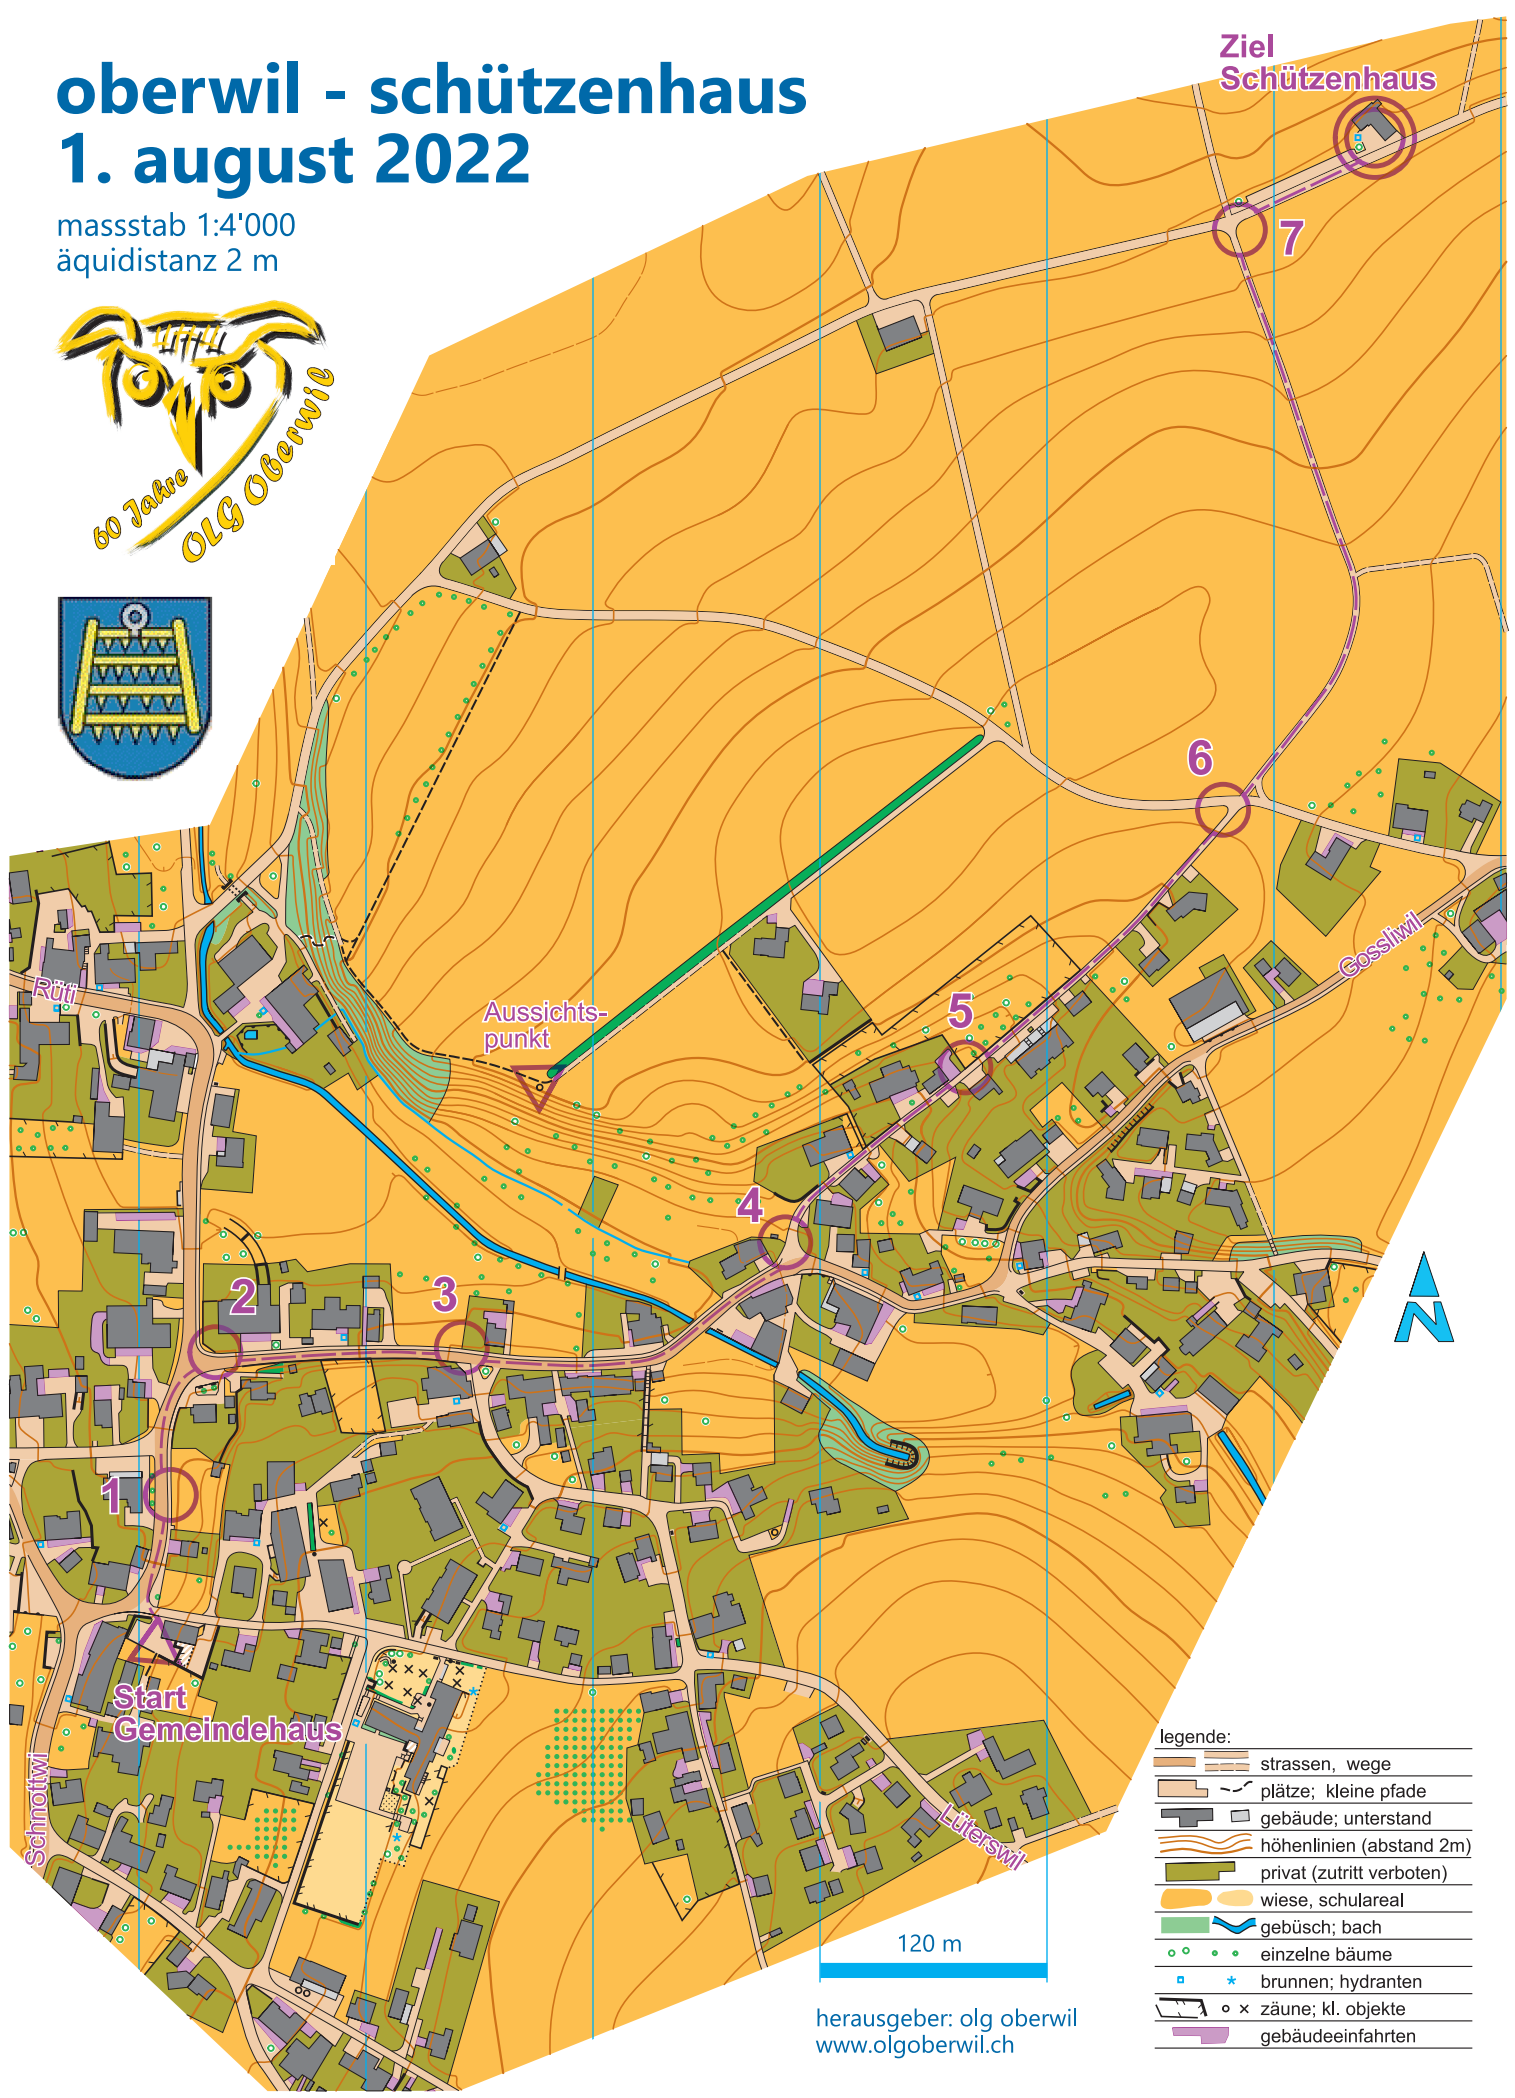 oberwil - schützenhaus
1. august 2022
massstab 1:4'000
äquidistanz 2 m
60 Jahre
OLG Oberwil
Ziel
Schützenhaus
7
6
5
4
3
2
1
Rüti
Aussichts-
punkt
Gossliwil
Start
Gemeindehaus
Schnottwi
Lüterswil
N
120 m
herausgeber: olg oberwil
www.olgoberwil.ch
legende:
strassen, wege
plätze; kleine pfade
gebäude; unterstand
höhenlinien (abstand 2m)
privat (zutritt verboten)
wiese, schulareal
gebüsch; bach
einzelne bäume
brunnen; hydranten
zäune; kl. objekte
gebäudeeinfahrten